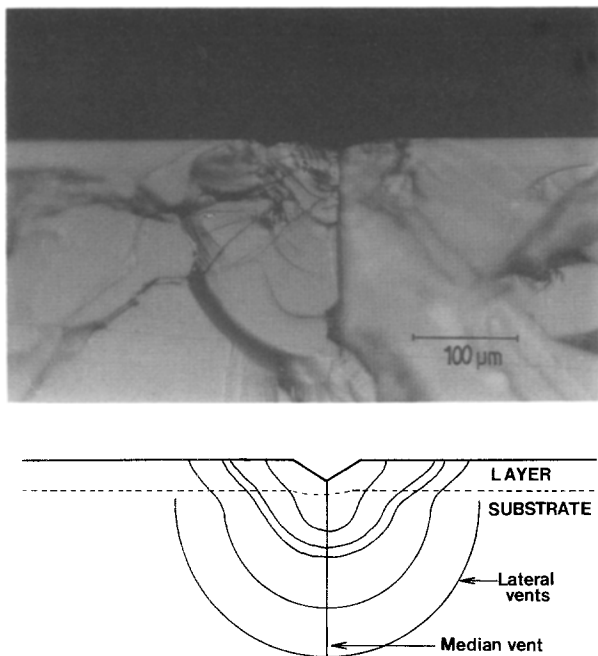 100 µm
LAYER
SUBSTRATE
Lateral
vents
Median vent